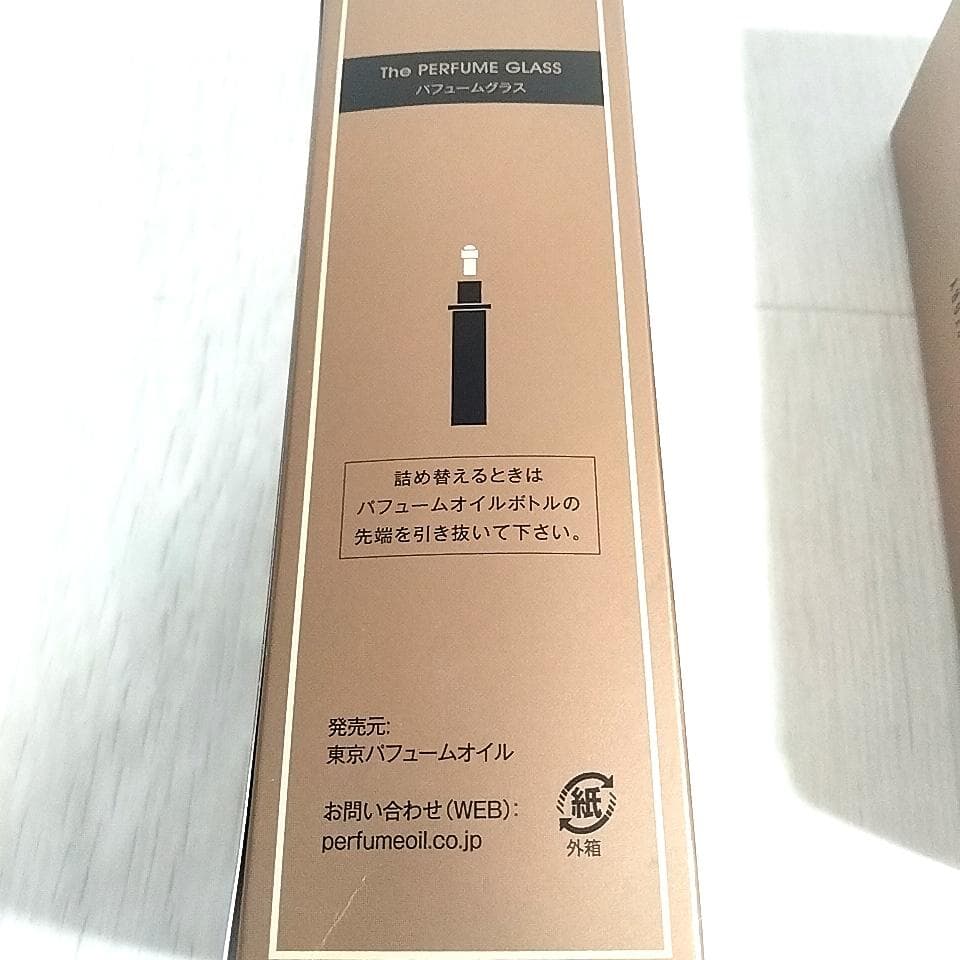 The PERFUME GLASS
パフュームグラス
詰め替えるときは
パフュームオイルボトルの
先端を引き抜いて下さい。
発売元:
東京パフュームオイル
お問い合わせ(WEB):
perfumeoil.co.jp
紙
外箱